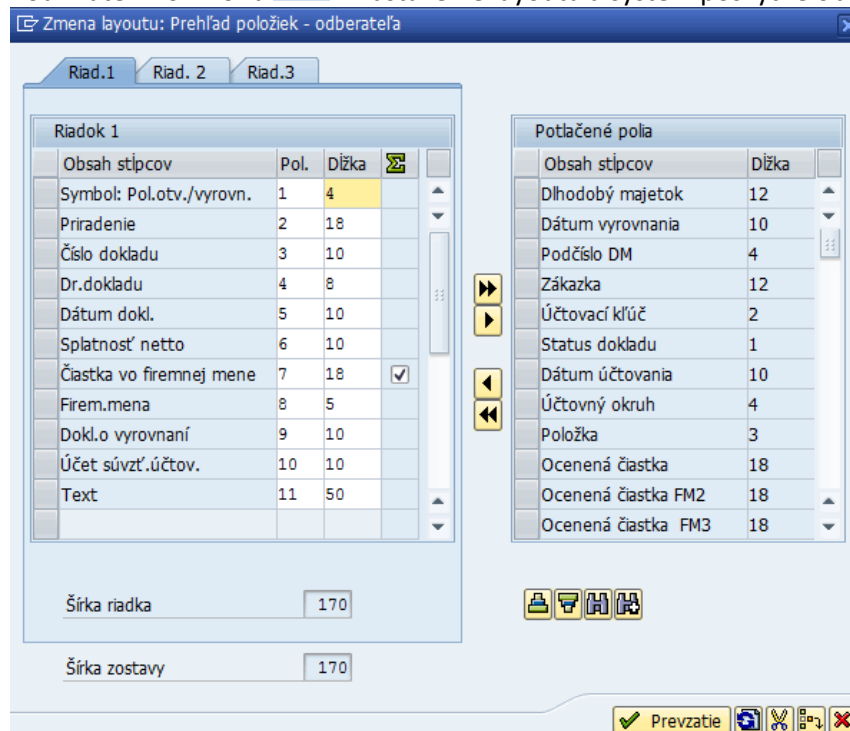 Zmena layoutu: Prehľad položiek - odberateľa
Riad.1 Riad. 2 Riad.3
Riadok 1
Obsah stĺpcov Pol. Dĺžka
Symbol: Pol.otv./vyrovn. 1 4
Priradenie 2 18
Číslo dokladu 3 10
Dr.dokladu 4 8
Dátum dokl. 5 10
Splatnosť netto 6 10
Čiastka vo firemnej mene 7 18
Firem.mena 8 5
Dokl.o vyrovnaní 9 10
Účet súvzť.účtov. 10 10
Text 11 50
Šírka riadka 170
Šírka zostavy 170
Potlačené polia
Obsah stĺpcov Dĺžka
Dlhodobý majetok 12
Dátum vyrovnania 10
Podčíslo DM 4
Zákazka 12
Účtovací kľúč 2
Status dokladu 1
Dátum účtovania 10
Účtovný okruh 4
Položka 3
Ocenená čiastka 18
Ocenená čiastka FM2 18
Ocenená čiastka FM3 18
Prevzatie